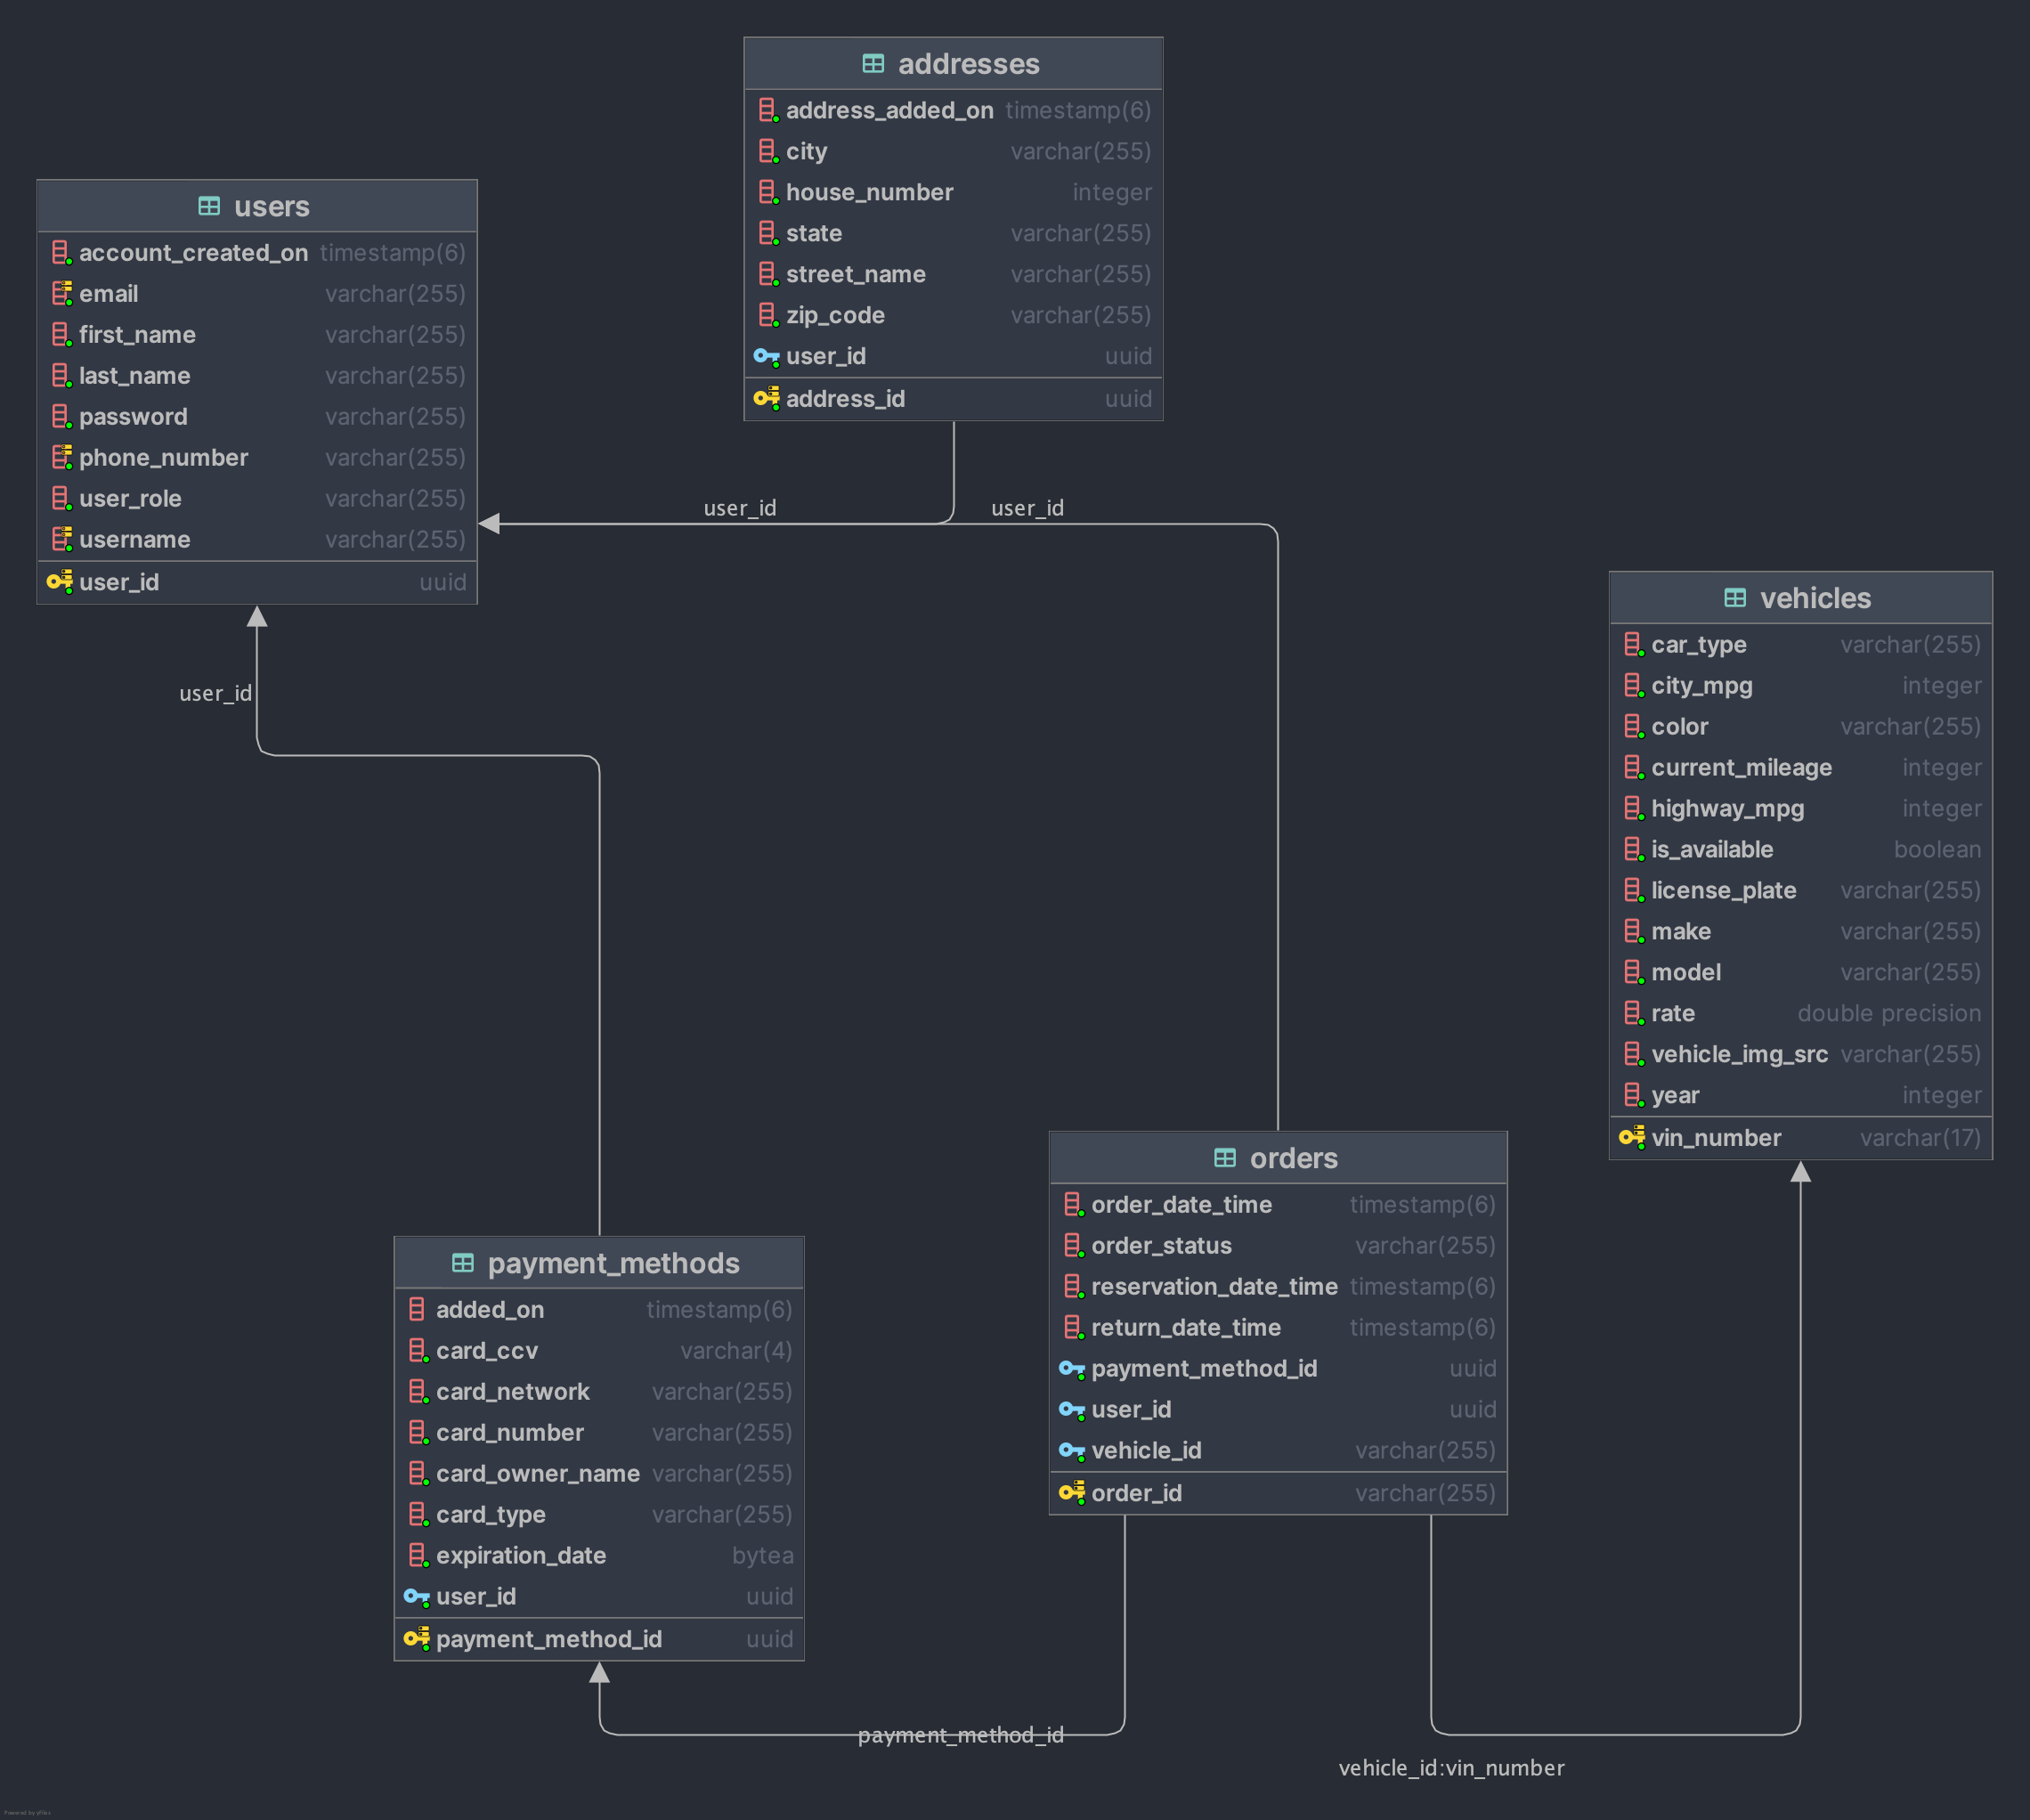 addresses
address_added_on timestamp(6)
city varchar(255)
house_number integer
state varchar(255)
street_name varchar(255)
zip_code varchar(255)
user_id uuid
address_id uuid
users
account_created_on timestamp(6)
email varchar(255)
first_name varchar(255)
last_name varchar(255)
password varchar(255)
phone_number varchar(255)
user_role varchar(255)
username varchar(255)
user_id uuid
user_id
user_id
user_id
vehicles
car_type varchar(255)
city_mpg integer
color varchar(255)
current_mileage integer
highway_mpg integer
is_available boolean
license_plate varchar(255)
make varchar(255)
model varchar(255)
rate double precision
vehicle_img_src varchar(255)
year integer
vin_number varchar(17)
orders
order_date_time timestamp(6)
order_status varchar(255)
reservation_date_time timestamp(6)
return_date_time timestamp(6)
payment_method_id uuid
user_id uuid
vehicle_id varchar(255)
order_id varchar(255)
payment_methods
added_on timestamp(6)
card_ccv varchar(4)
card_network varchar(255)
card_number varchar(255)
card_owner_name varchar(255)
card_type varchar(255)
expiration_date bytea
user_id uuid
payment_method_id uuid
payment_method_id
vehicle_id:vin_number
Powered by yFiles